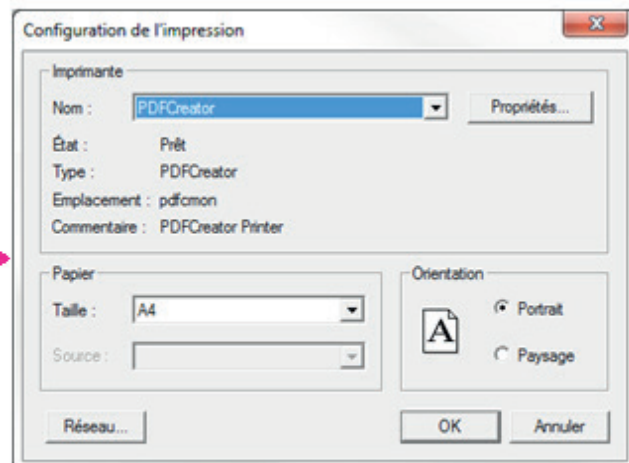 Configuration de l'impression
Imprimante
Nom : PDFCreator Propriétés...
État : Prêt
Type : PDFCreator
Emplacement : pdfcmon
Commentaire : PDFCreator Printer
Papier
Taille : A4
Source :
Orientation
A
Portrait
Paysage
Réseau... OK Annuler